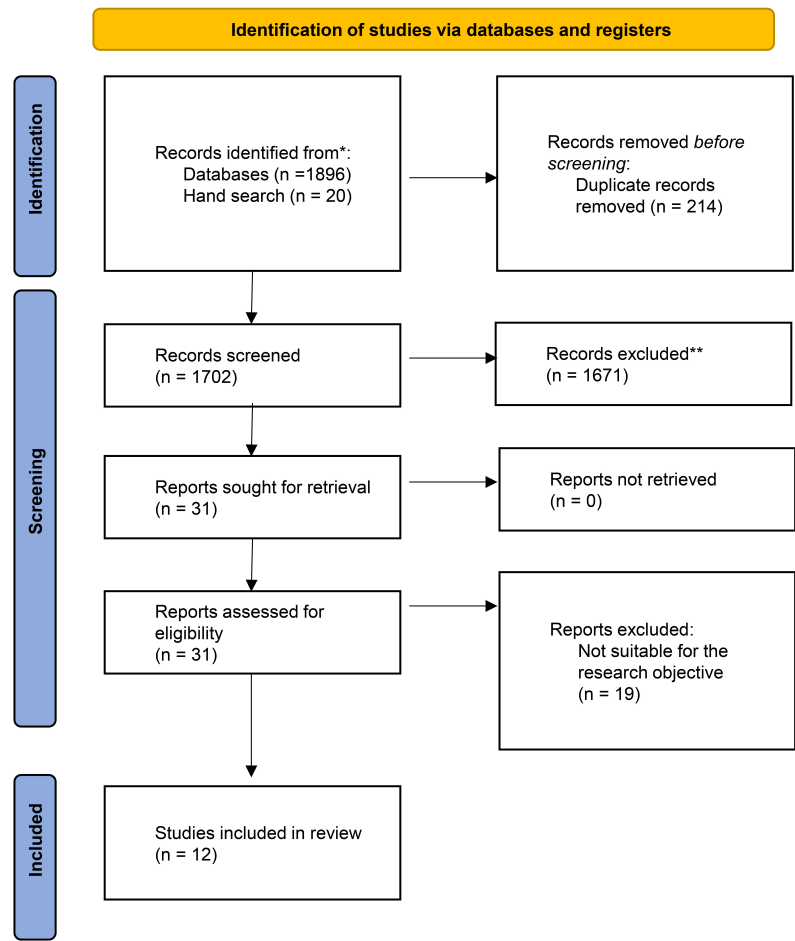 Identification of studies via databases and registers
Identification
Records identified from*:
Databases (n =1896)
Hand search (n = 20)
Records removed before
screening:
Duplicate records
removed (n = 214)
Screening
Records screened
(n = 1702)
Records excluded**
(n = 1671)
Reports sought for retrieval
(n = 31)
Reports not retrieved
(n = 0)
Reports assessed for
eligibility
(n = 31)
Reports excluded:
Not suitable for the
research objective
(n = 19)
Included
Studies included in review
(n = 12)